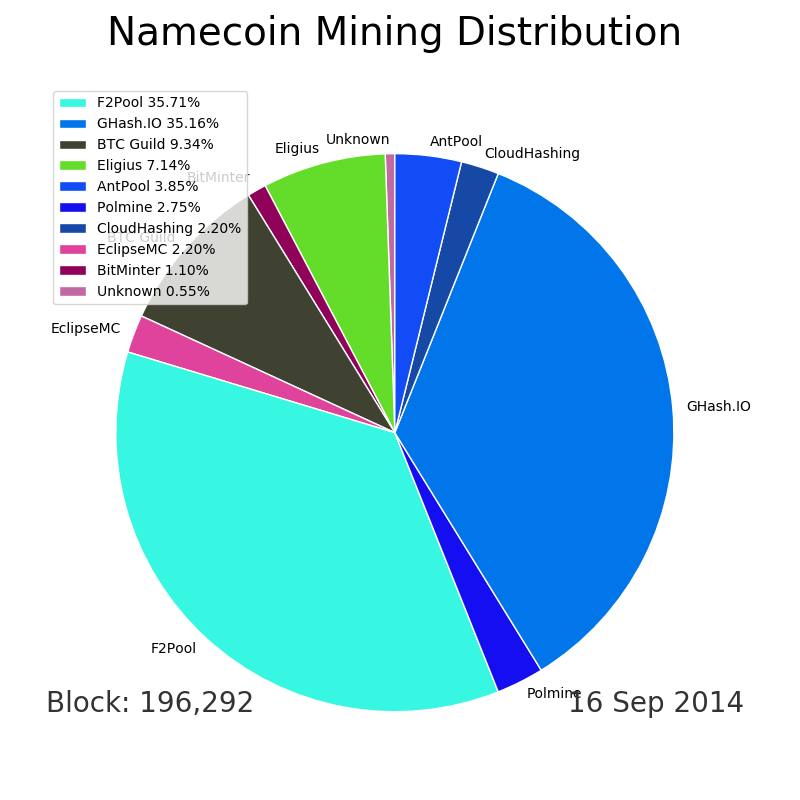 Namecoin Mining Distribution
F2Pool 35.71%
GHash.IO 35.16%
BTC Guild 9.34%
Eligius 7.14%
AntPool 3.85%
Polmine 2.75%
CloudHashing 2.20%
EclipseMC 2.20%
BitMinter 1.10%
Unknown 0.55%
Unknown
AntPool
Eligius
CloudHashing
BitMinter
BTC Guild
EclipseMC
GHash.IO
F2Pool
Polmine
Block: 196,292
16 Sep 2014